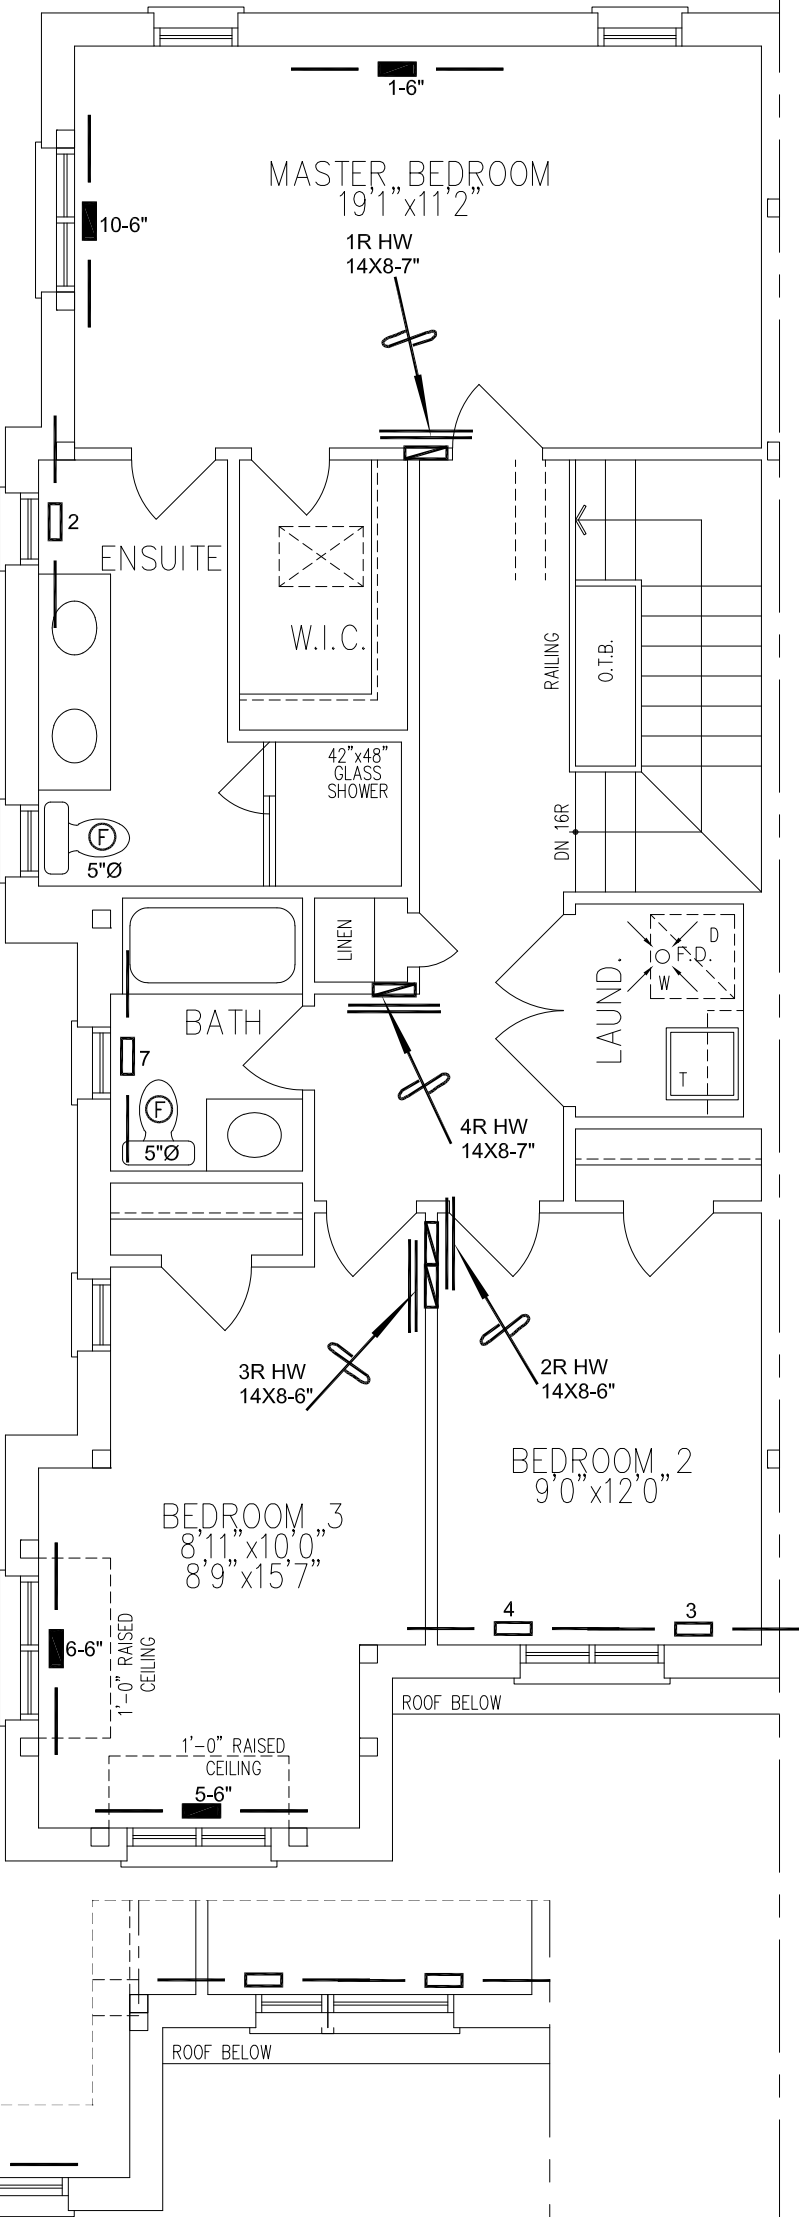 1-6"
MASTER BEDROOM
19'1"x11'2"
10-6"
1R HW
14X8-7"
2
ENSUITE
W.I.C.
RAILING
O.T.B.
42"x48"
GLASS
SHOWER
DN 16R
F
5"Ø
LINEN
D
F.D.
W
LAUND.
T
BATH
7
F
5"Ø
4R HW
14X8-7"
3R HW
14X8-6"
2R HW
14X8-6"
BEDROOM 2
9'0"x12'0"
BEDROOM 3
8'11"x10'0"
8'9"x15'7"
4
3
6-6"
1'-0" RAISED
CEILING
ROOF BELOW
1'-0" RAISED
CEILING
5-6"
ROOF BELOW